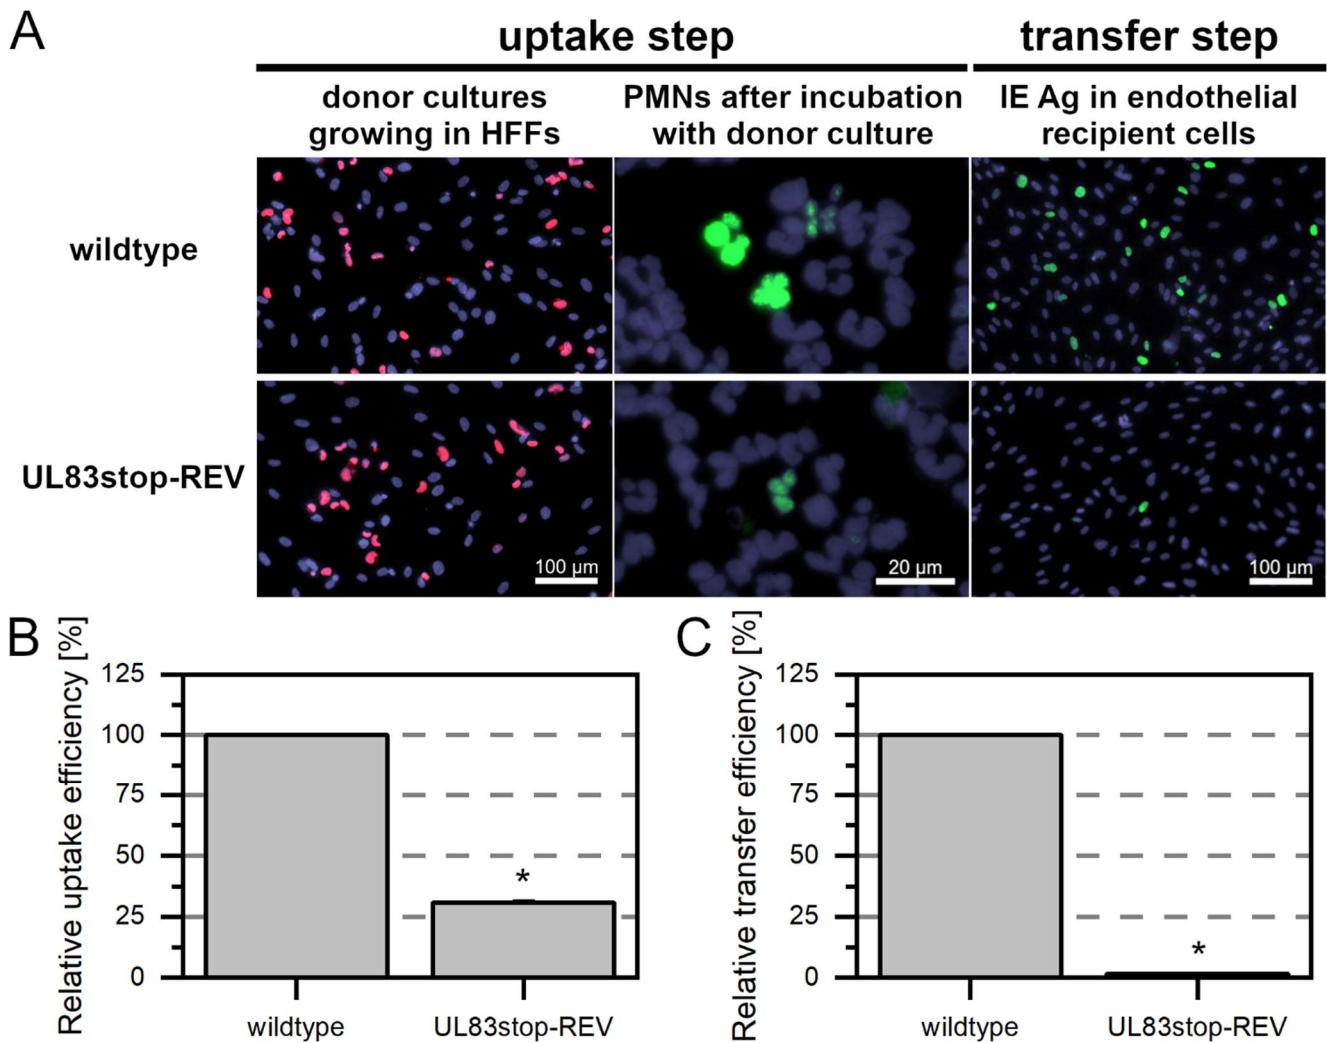 A
uptake step
transfer step
donor cultures
growing in HFFs
PMNs after incubation
with donor culture
IE Ag in endothelial
recipient cells
wildtype
UL83stop-REV
100 µm
20 µm
100 µm
B
Relative uptake efficiency [%]
125
100
75
50
25
0
*
wildtype
UL83stop-REV
C
Relative transfer efficiency [%]
125
100
75
50
25
0
*
wildtype
UL83stop-REV